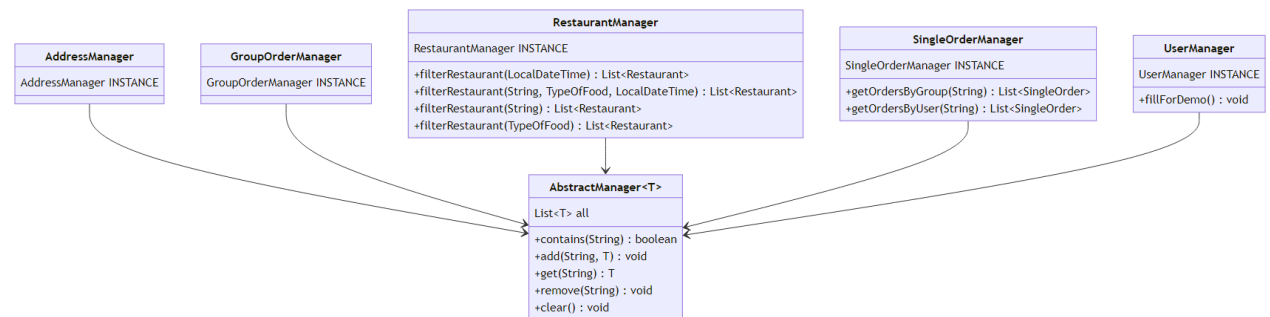 AddressManager
AddressManager INSTANCE
GroupOrderManager
GroupOrderManager INSTANCE
RestaurantManager
RestaurantManager INSTANCE
+filterRestaurant(LocalDateTime) : List<Restaurant>
+filterRestaurant(String, TypeOfFood, LocalDateTime) : List<Restaurant>
+filterRestaurant(String) : List<Restaurant>
+filterRestaurant(TypeOfFood) : List<Restaurant>
SingleOrderManager
SingleOrderManager INSTANCE
+getOrdersByGroup(String) : List<SingleOrder>
+getOrdersByUser(String) : List<SingleOrder>
UserManager
UserManager INSTANCE
+fillForDemo() : void
AbstractManager<T>
List<T> all
+contains(String) : boolean
+add(String, T) : void
+get(String) : T
+remove(String) : void
+clear() : void